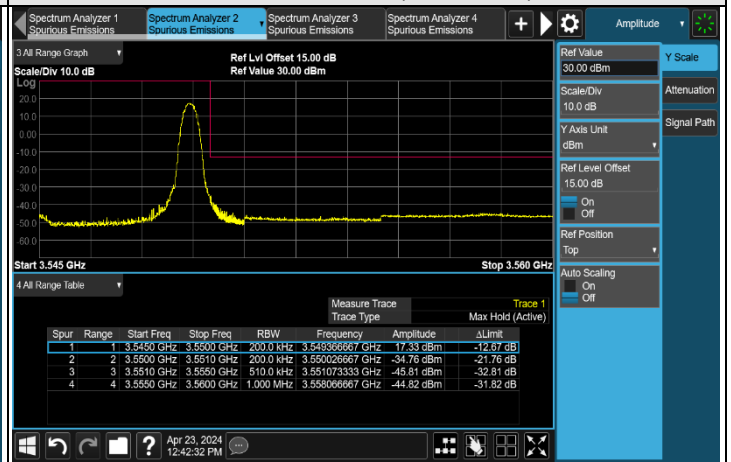 Spectrum Analyzer 1 Spectrum Analyzer 2 Spectrum Analyzer 3 Spectrum Analyzer 4 Amplitude
Spurious Emissions Spurious Emissions Spurious Emissions Spurious Emissions
3 All Range Graph
Ref Lvl Offset 15.00 dB
Scale/Div 10.0 dB Ref Value 30.00 dBm
Log
20.0
10.0
0.00
-10.0
-20.0
-30.0
-40.0
-50.0
-60.0
Start 3.545 GHz Stop 3.560 GHz
4 All Range Table
Measure Trace Trace 1
Trace Type Max Hold (Active)
Spur Range Start Freq Stop Freq RBW Frequency Amplitude ΔLimit
1 1 3.5450 GHz 3.5500 GHz 200.0 kHz 3.549366667 GHz 17.33 dBm -12.67 dB
2 2 3.5500 GHz 3.5510 GHz 200.0 kHz 3.550026667 GHz -34.76 dBm -21.76 dB
3 3 3.5510 GHz 3.5550 GHz 510.0 kHz 3.551073333 GHz -45.81 dBm -32.81 dB
4 4 3.5550 GHz 3.5600 GHz 1.000 MHz 3.558066667 GHz -44.82 dBm -31.82 dB
Ref Value
30.00 dBm
Scale/Div
10.0 dB
Y Axis Unit
dBm
Ref Level Offset
15.00 dB
On
Off
Ref Position
Top
Auto Scaling
On
Off
Y Scale
Attenuation
Signal Path
? Apr 23, 2024
12:42:32 PM